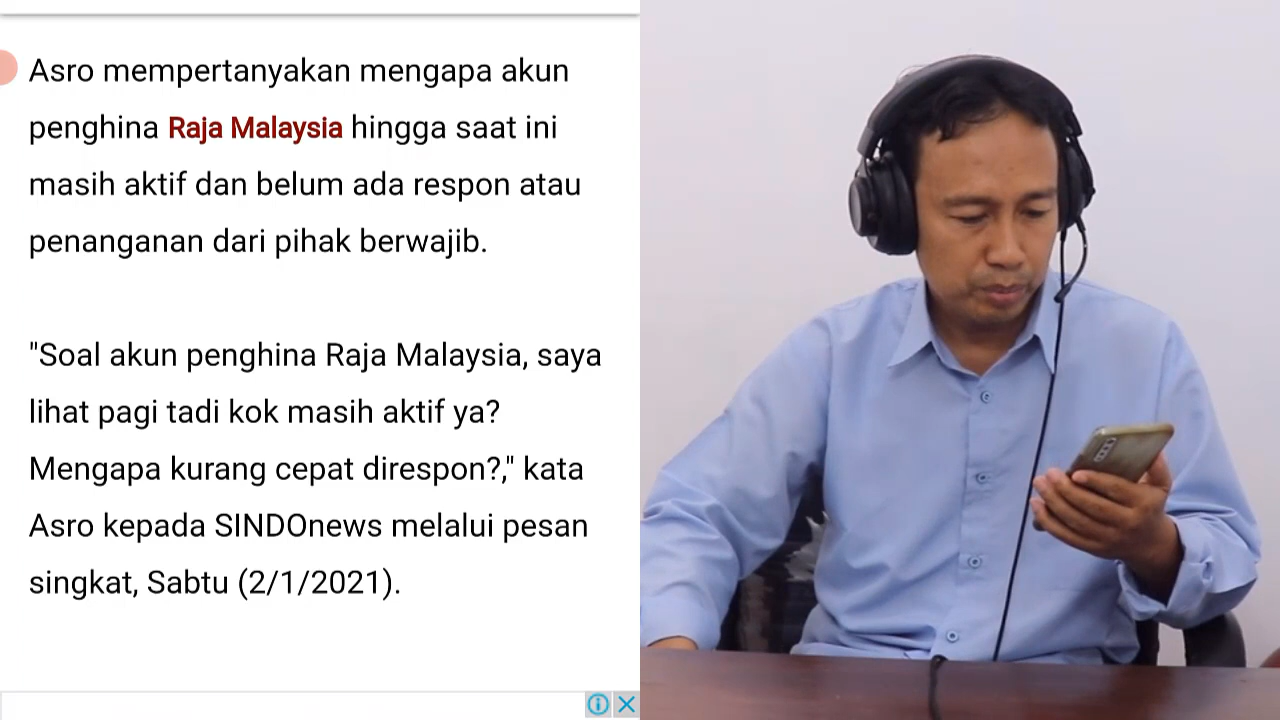 Asro mempertanyakan mengapa akun
penghina Raja Malaysia hingga saat ini
masih aktif dan belum ada respon atau
penanganan dari pihak berwajib.
"Soal akun penghina Raja Malaysia, saya
lihat pagi tadi kok masih aktif ya?
Mengapa kurang cepat direspon?," kata
Asro kepada SINDOnews melalui pesan
singkat, Sabtu (2/1/2021).